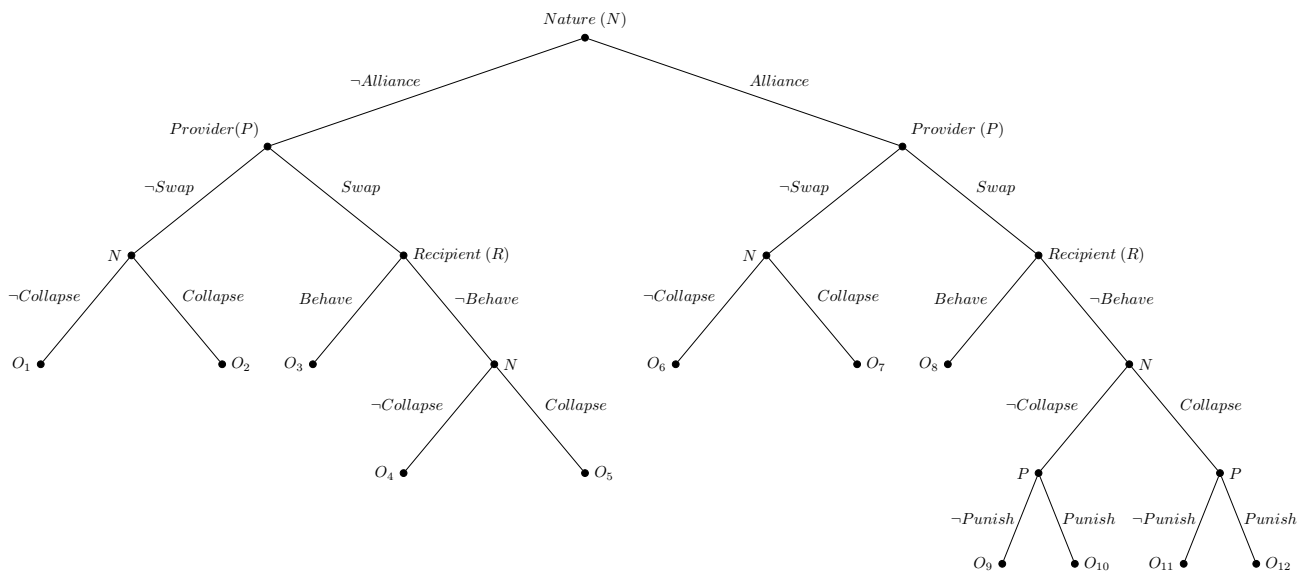 Nature (N)
¬Alliance
Alliance
Provider(P)
Provider (P)
¬Swap
Swap
¬Swap
Swap
N
Recipient (R)
N
Recipient (R)
¬Collapse
Collapse
Behave
¬Behave
¬Collapse
Collapse
Behave
¬Behave
O₁
O₂
O₃
N
O₆
O₇
O₈
N
¬Collapse
Collapse
¬Collapse
Collapse
O₄
O₅
P
P
¬Punish
Punish
¬Punish
Punish
O₉
O₁₀
O₁₁
O₁₂